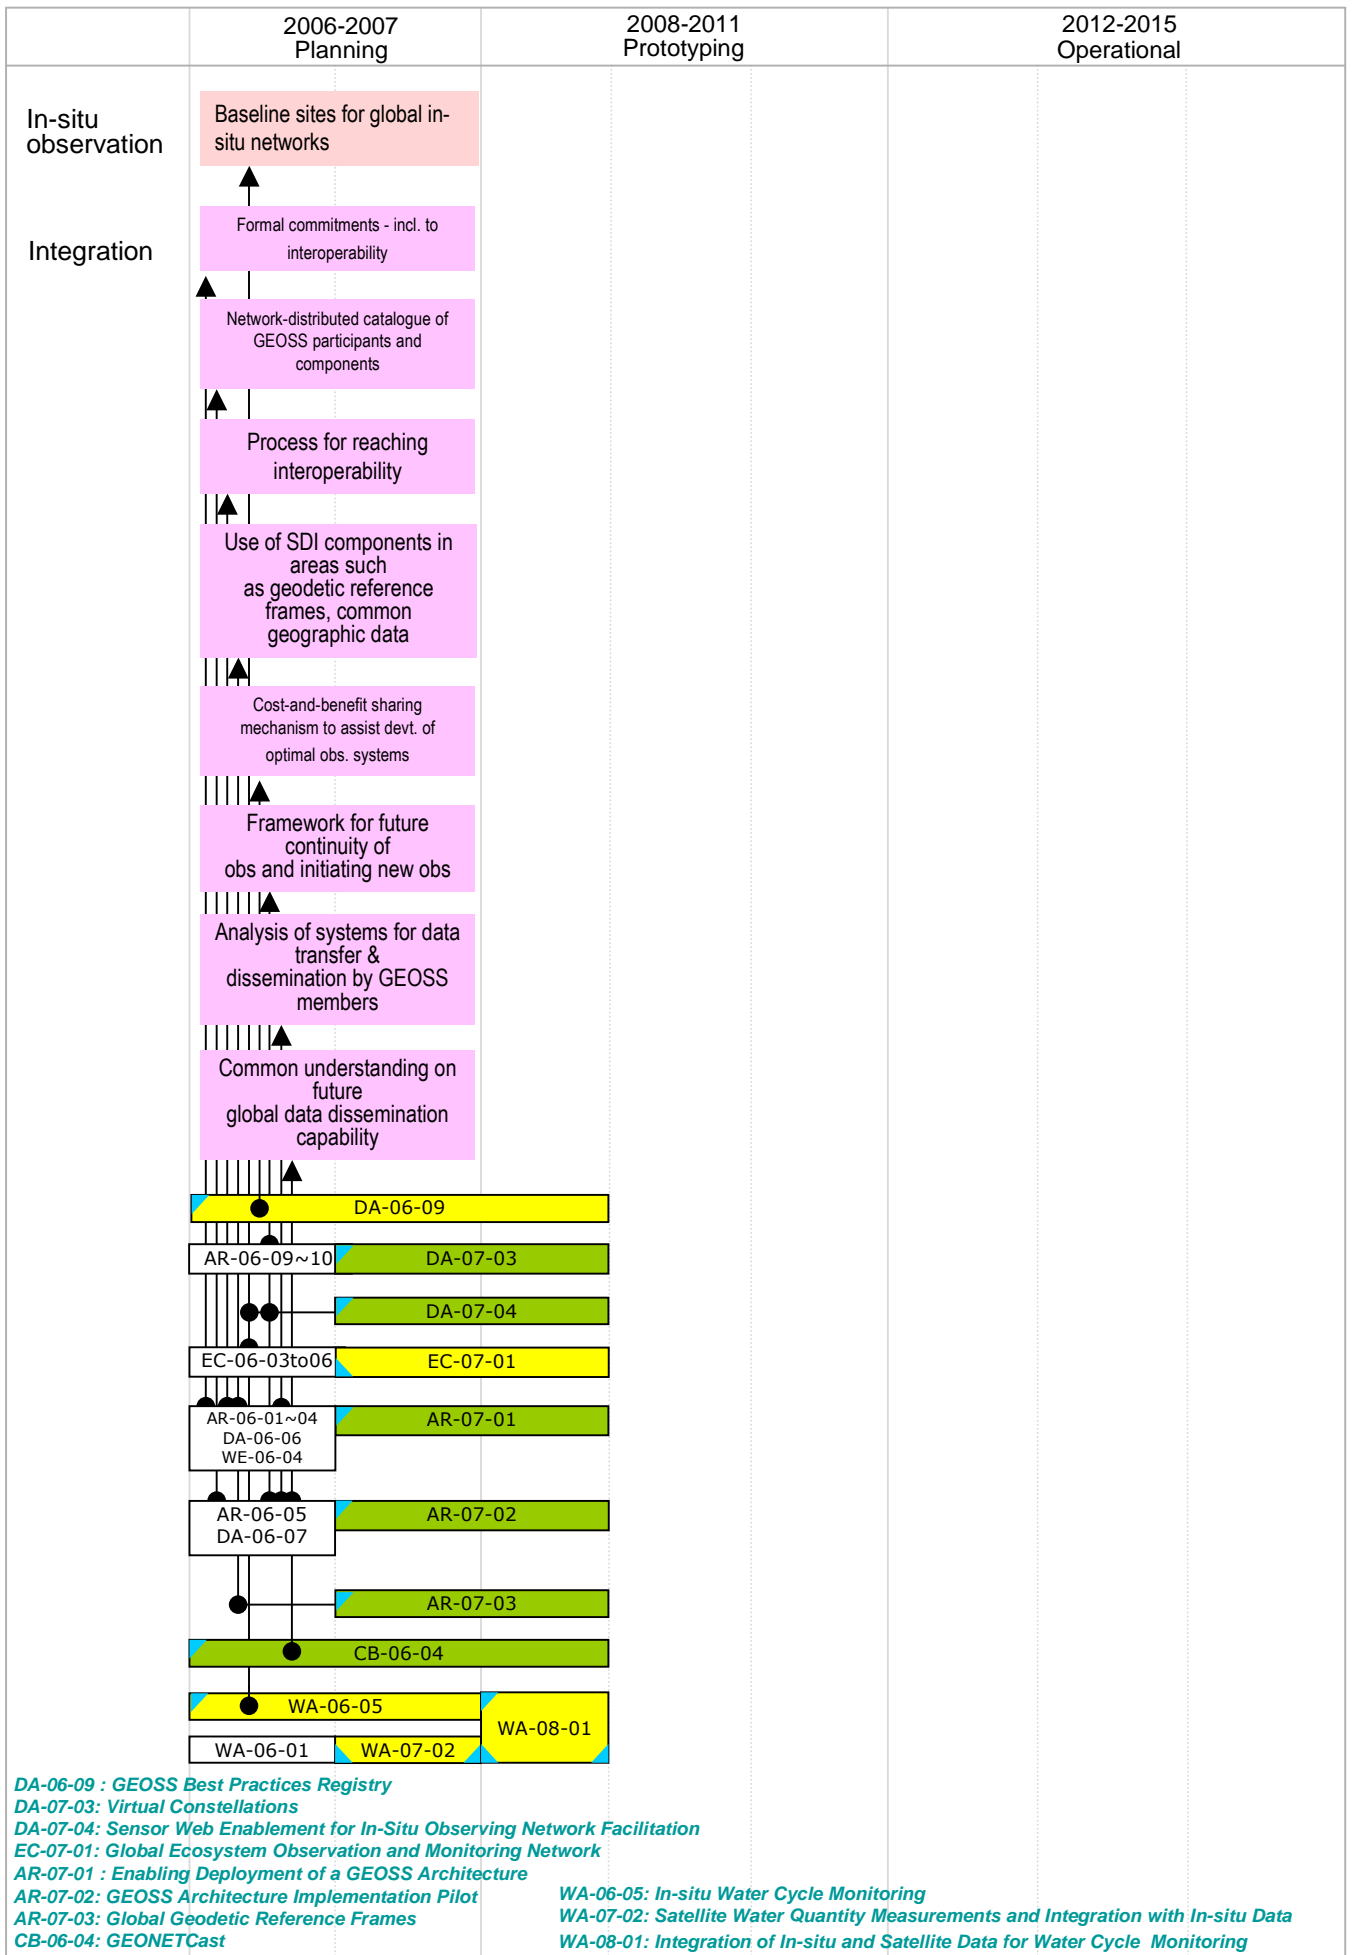 2006-2007
Planning
2008-2011
Prototyping
2012-2015
Operational
In-situ
observation
Baseline sites for global in-
situ networks
Integration
Formal commitments - incl. to
interoperability
Network-distributed catalogue of
GEOSS participants and
components
Process for reaching
interoperability
Use of SDI components in
areas such
as geodetic reference
frames, common
geographic data
Cost-and-benefit sharing
mechanism to assist devt. of
optimal obs. systems
Framework for future
continuity of
obs and initiating new obs
Analysis of systems for data
transfer &
dissemination by GEOSS
members
Common understanding on
future
global data dissemination
capability
DA-06-09
AR-06-09~10
DA-07-03
DA-07-04
EC-06-03to06
EC-07-01
AR-06-01~04
DA-06-06
WE-06-04
AR-07-01
AR-06-05
DA-06-07
AR-07-02
AR-07-03
CB-06-04
WA-06-05
WA-08-01
WA-06-01
WA-07-02
DA-06-09 : GEOSS Best Practices Registry
DA-07-03: Virtual Constellations
DA-07-04: Sensor Web Enablement for In-Situ Observing Network Facilitation
EC-07-01: Global Ecosystem Observation and Monitoring Network
AR-07-01 : Enabling Deployment of a GEOSS Architecture
AR-07-02: GEOSS Architecture Implementation Pilot
AR-07-03: Global Geodetic Reference Frames
CB-06-04: GEONETCast
WA-06-05: In-situ Water Cycle Monitoring
WA-07-02: Satellite Water Quantity Measurements and Integration with In-situ Data
WA-08-01: Integration of In-situ and Satellite Data for Water Cycle Monitoring